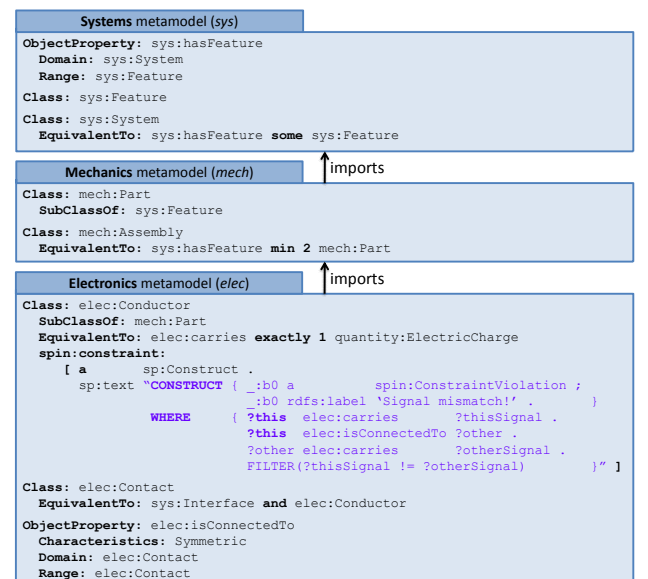 Systems metamodel (sys)
ObjectProperty: sys:hasFeature
Domain: sys:System
Range: sys:Feature
Class: sys:Feature
Class: sys:System
EquivalentTo: sys:hasFeature some sys:Feature
imports
Mechanics metamodel (mech)
Class: mech:Part
SubClassOf: sys:Feature
Class: mech:Assembly
EquivalentTo: sys:hasFeature min 2 mech:Part
imports
Electronics metamodel (elec)
Class: elec:Conductor
SubClassOf: mech:Part
EquivalentTo: elec:carries exactly 1 quantity:ElectricCharge
spin:constraint:
[ a sp:Construct .
sp:text “CONSTRUCT { _:b0 a spin:ConstraintViolation ;
_:b0 rdfs:label ‘Signal mismatch!’ . }
WHERE { ?this elec:carries ?thisSignal .
?this elec:isConnectedTo ?other .
?other elec:carries ?otherSignal .
FILTER(?thisSignal != ?otherSignal) }” ]
Class: elec:Contact
EquivalentTo: sys:Interface and elec:Conductor
ObjectProperty: elec:isConnectedTo
Characteristics: Symmetric
Domain: elec:Contact
Range: elec:Contact